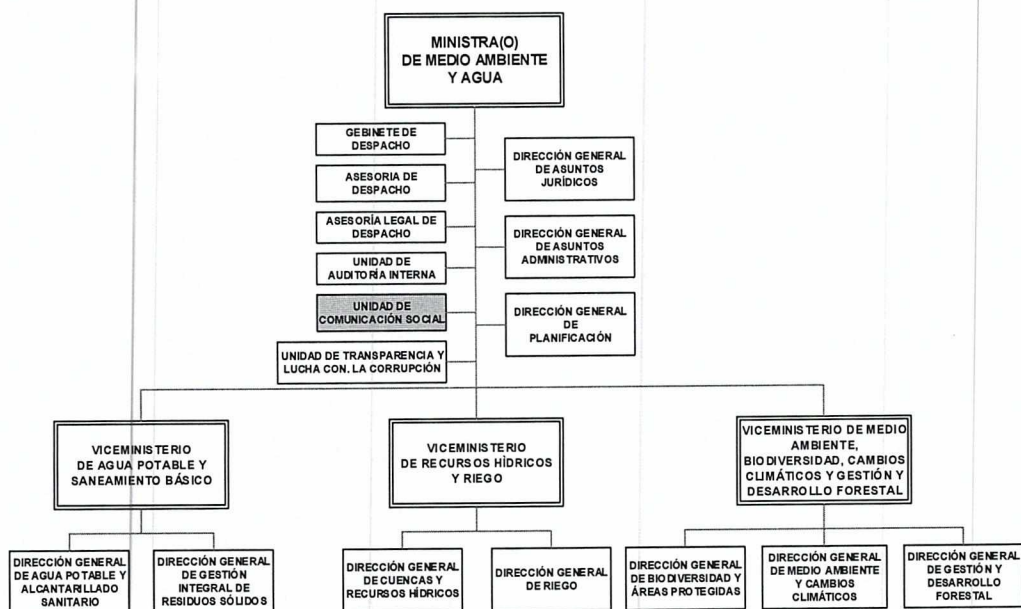 MINISTRA(O)
DE MEDIO AMBIENTE
Y AGUA
GEBINETE DE
DESPACHO
ASESORIA DE
DESPACHO
ASESORÍA LEGAL DE
DESPACHO
UNIDAD DE
AUDITORÍA INTERNA
UNIDAD DE
COMUNICACIÓN SOCIAL
UNIDAD DE TRANSPARENCIA Y
LUCHA CON. LA CORRUPCIÓN
DIRECCIÓN GENERAL
DE ASUNTOS
JURÍDICOS
DIRECCIÓN GENERAL
DE ASUNTOS
ADMINISTRATIVOS
DIRECCIÓN GENERAL
DE
PLANIFICACIÓN
VICEMINISTERIO
DE AGUA POTABLE Y
SANEAMIENTO BÁSICO
VICEMINISTERIO
DE RECURSOS HÌDRICOS
Y RIEGO
VICEMINISTERIO DE MEDIO
AMBIENTE,
BIODIVERSIDAD, CAMBIOS
CLIMÁTICOS Y GESTIÓN Y
DESARROLLO FORESTAL
DIRECCIÓN GENERAL
DE AGUA POTABLE Y
ALCANTARILLADO
SANITARIO
DIRECCIÓN GENERAL
DE GESTIÓN
INTEGRAL DE
RESIDUOS SÓLIDOS
DIRECCIÓN GENERAL
DE CUENCAS Y
RECURSOS HÍDRICOS
DIRECCIÓN GENERAL
DE RIEGO
DIRECCIÓN GENERAL
DE BIODIVERSIDAD Y
ÁREAS PROTEGIDAS
DIRECCIÓN GENERAL
DE MEDIO AMBIENTE
Y CAMBIOS
CLIMÁTICOS
DIRECCIÓN GENERAL
DE GESTIÓN Y
DESARROLLO
FORESTAL